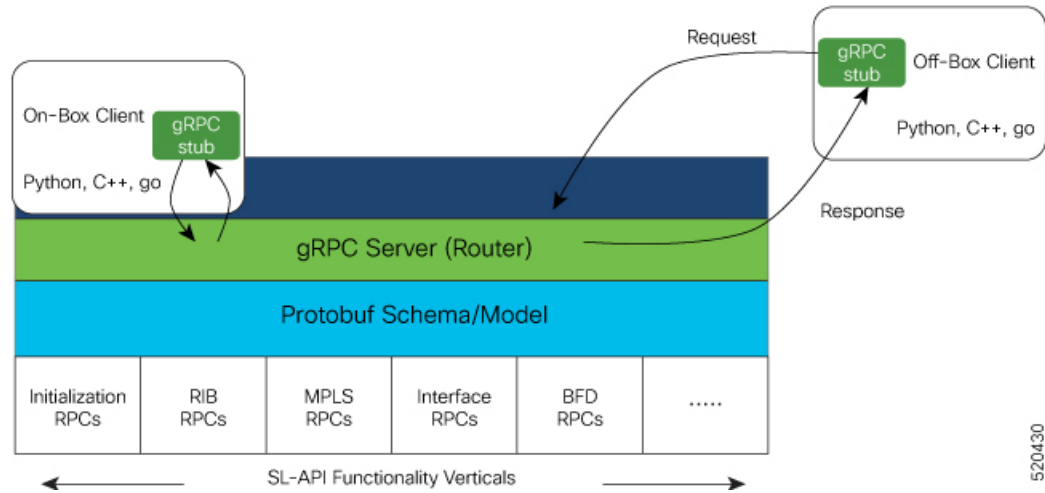 Request
gRPC
stub
Off-Box Client
Python, C++, go
On-Box Client
gRPC
stub
Python, C++, go
Response
gRPC Server (Router)
Protobuf Schema/Model
Initialization
RPCs
RIB
RPCs
MPLS
RPCs
Interface
RPCs
BFD
RPCs
.....
SL-API Functionality Verticals
520430